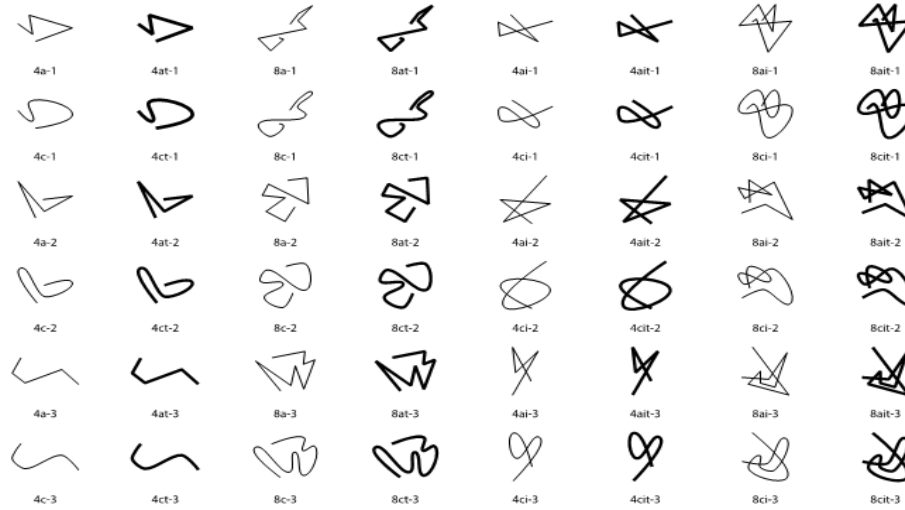 4a-1 4at-1 8a-1 8at-1 4ai-1 4ait-1 8ai-1 8ait-1
4c-1 4ct-1 8c-1 8ct-1 4ci-1 4cit-1 8ci-1 8cit-1
4a-2 4at-2 8a-2 8at-2 4ai-2 4ait-2 8ai-2 8ait-2
4c-2 4ct-2 8c-2 8ct-2 4ci-2 4cit-2 8ci-2 8cit-2
4a-3 4at-3 8a-3 8at-3 4ai-3 4ait-3 8ai-3 8ait-3
4c-3 4ct-3 8c-3 8ct-3 4ci-3 4cit-3 8ci-3 8cit-3